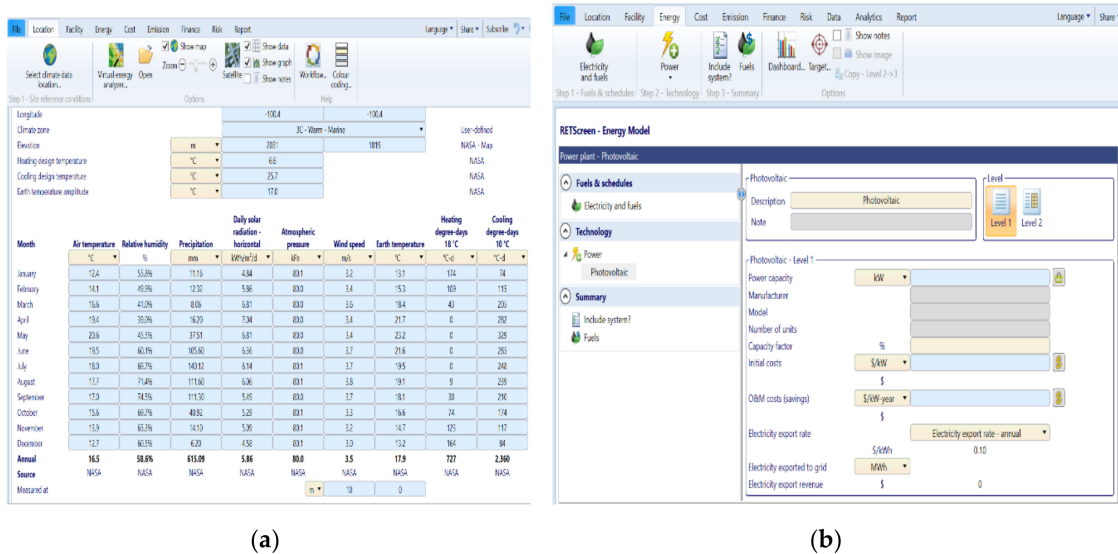 File Location Facility Energy Cost Emission Finance Risk Report Language Share Subscribe
Select climate data location...
Virtual energy analyzer...
Open
Show map
Zoom
Satellite
Show data
Show graph
Show notes
Workflow...
Colour coding...
Step 1 - Site reference conditions Options Help
Longitude -100.4 -100.4
Climate zone 3C - Warm - Marine User-defined
Elevation m 2031 1819 NASA - Map
Heating design temperature °C 6.6 NASA
Cooling design temperature °C 25.7 NASA
Earth temperature amplitude °C 17.0 NASA
Month Air temperature Relative humidity Precipitation Daily solar radiation - horizontal Atmospheric pressure Wind speed Earth temperature Heating degree-days 18 °C Cooling degree-days 10 °C
°C % mm kWh/m²/d kPa m/s °C °C-d °C-d
January 12.4 55.8% 11.16 4.84 80.1 3.2 13.1 174 74
February 14.1 49.9% 12.32 5.86 80.0 3.4 15.3 109 115
March 16.6 41.0% 8.06 6.81 80.0 3.6 18.4 43 205
April 19.4 39.0% 16.20 7.04 80.0 3.4 21.7 0 282
May 20.6 45.5% 37.51 6.81 80.0 3.4 23.2 0 329
June 19.5 60.1% 105.60 6.56 80.0 3.7 21.6 0 285
July 18.0 69.7% 140.12 6.14 80.1 3.7 19.5 0 248
August 17.7 71.4% 111.60 6.06 80.1 3.8 19.1 9 239
September 17.0 74.5% 111.30 5.49 80.0 3.7 18.1 30 210
October 15.6 69.7% 40.92 5.29 80.1 3.3 16.6 74 174
November 13.9 65.3% 14.10 5.09 80.1 3.2 14.7 123 117
December 12.7 60.5% 6.20 4.58 80.1 3.0 13.2 164 84
Annual 16.5 58.6% 615.09 5.86 80.0 3.5 17.9 727 2,360
Source NASA NASA NASA NASA NASA NASA NASA NASA NASA
Measured at m 10 0
(a)
File Location Facility Energy Cost Emission Finance Risk Data Analytics Report Language Share
Electricity and fuels
Power
Include system?
Fuels
Dashboard...
Target...
Show notes
Show image
Copy - Level 2->3
Step 1 - Fuels & schedules Step 2 - Technology Step 3 - Summary Options
RETScreen - Energy Model
Power plant - Photovoltaic
Fuels & schedules
Electricity and fuels
Technology
Power
Photovoltaic
Summary
Include system?
Fuels
Photovoltaic
Description Photovoltaic
Note
Level
Level 1 Level 2
Photovoltaic - Level 1
Power capacity kW
Manufacturer
Model
Number of units
Capacity factor %
Initial costs $/kW
$
O&M costs (savings) $/kW-year
$
Electricity export rate Electricity export rate - annual
$/kWh 0.10
Electricity exported to grid MWh
Electricity export revenue $ 0
(b)